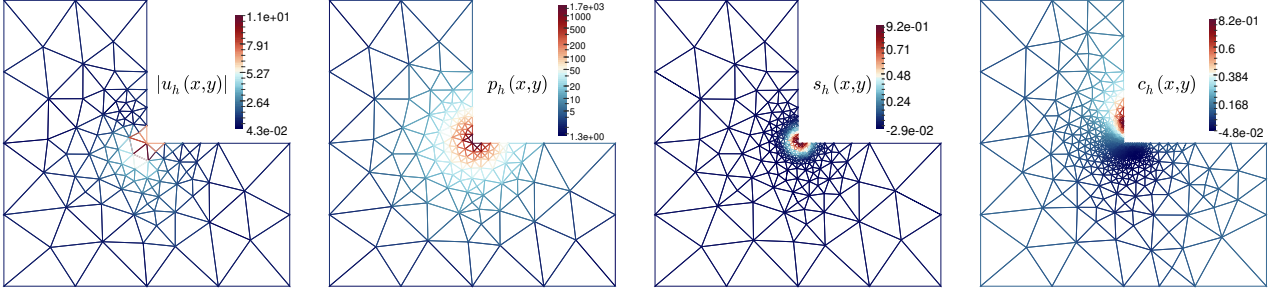 1.1e+01
7.91
|u_h (x,y)|
5.27
2.64
4.3e-02
1.7e+03
1000
500
200
100
p_h (x,y)
50
20
10
5
1.3e+00
9.2e-01
0.71
s_h (x,y)
0.48
0.24
-2.9e-02
8.2e-01
0.6
c_h (x,y)
0.384
0.168
-4.8e-02